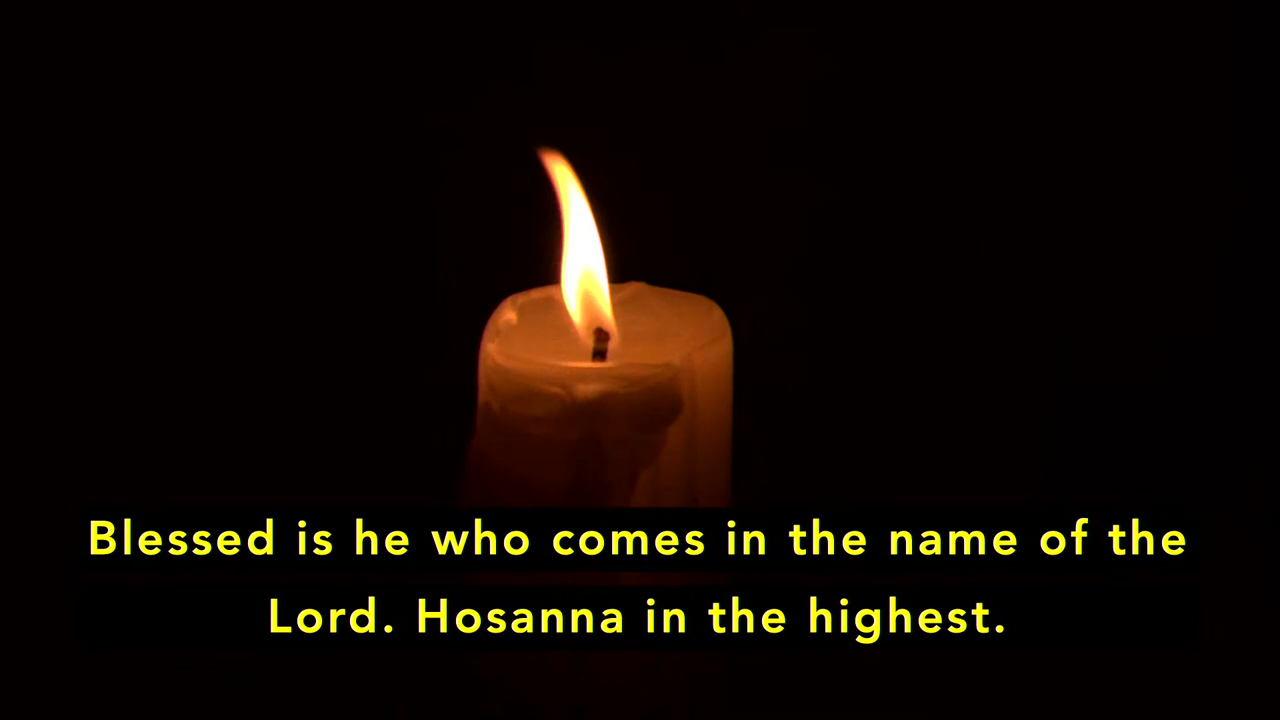 Blessed is he who comes in the name of the
Lord. Hosanna in the highest.